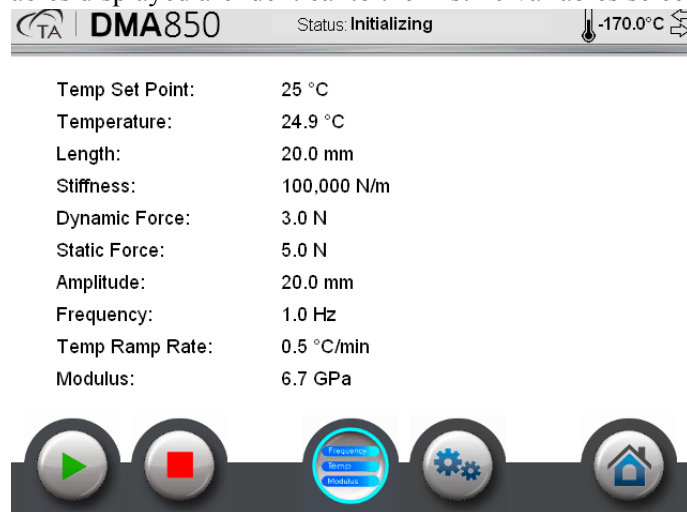 TA DMA850 Status: Initializing -170.0°C
Temp Set Point: 25 °C
Temperature: 24.9 °C
Length: 20.0 mm
Stiffness: 100,000 N/m
Dynamic Force: 3.0 N
Static Force: 5.0 N
Amplitude: 20.0 mm
Frequency: 1.0 Hz
Temp Ramp Rate: 0.5 °C/min
Modulus: 6.7 GPa
Frequency
Temp
Modulus